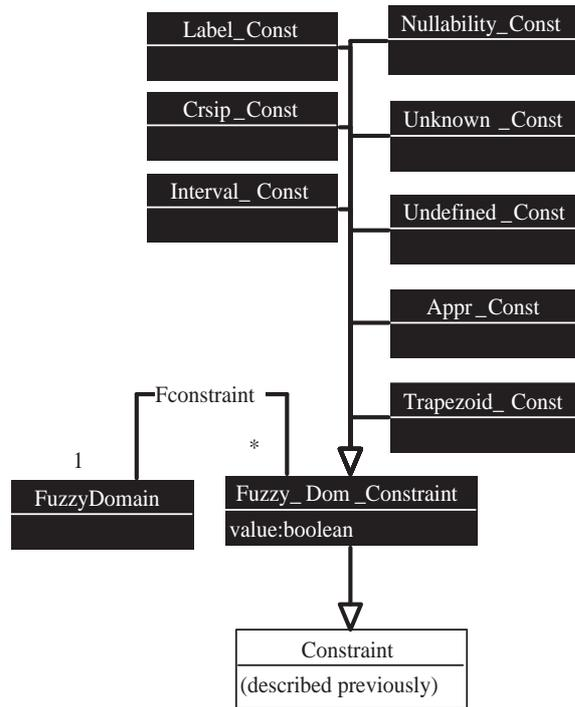 Label_Const
Nullability_Const
Crsip_Const
Unknown _Const
Interval_ Const
Undefined _Const
Appr _Const
Trapezoid_ Const
Fconstraint
1
*
FuzzyDomain
Fuzzy_ Dom _Constraint
value:boolean
Constraint
(described previously)